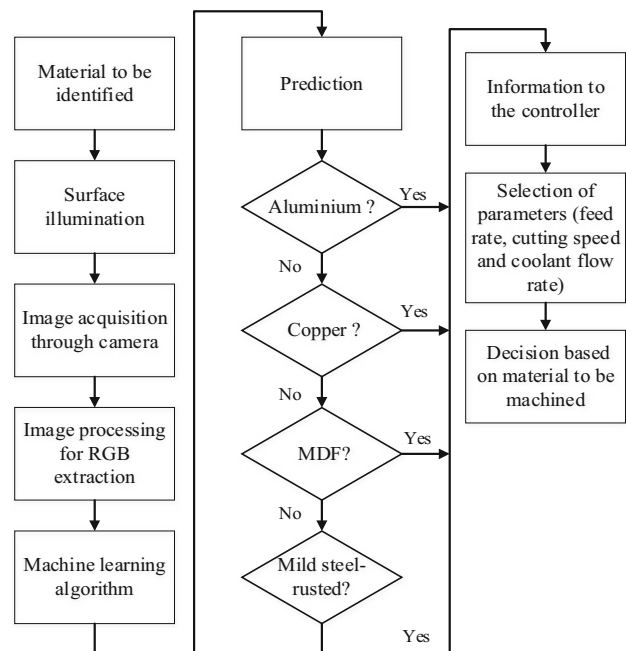 Material to be
identified
Surface
illumination
Image acquisition
through camera
Image processing
for RGB
extraction
Machine learning
algorithm
Prediction
Aluminium ?
Yes
No
Copper ?
Yes
No
MDF?
Yes
No
Mild steel-
rusted?
Yes
Information to
the controller
Selection of
parameters (feed
rate, cutting speed
and coolant flow
rate)
Decision based
on material to be
machined